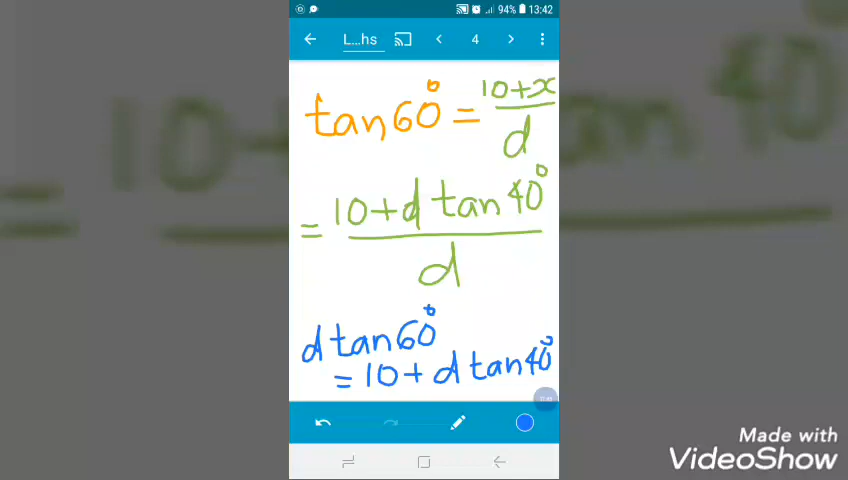 94% 13:42
L...hs 4
tan60° = 10+x/d
= 10+d tan40°/d
d tan60°
= 10+ d tan40°
Made with
VideoShow